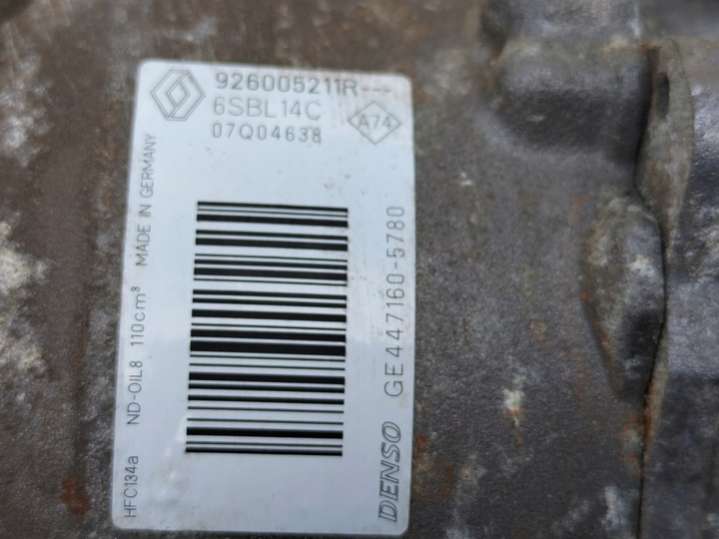 926005211R---
6SBL14C
07Q04638
A74
HFC134a ND-OIL8 110cm³ MADE IN GERMANY
DENSO GE447160-5780